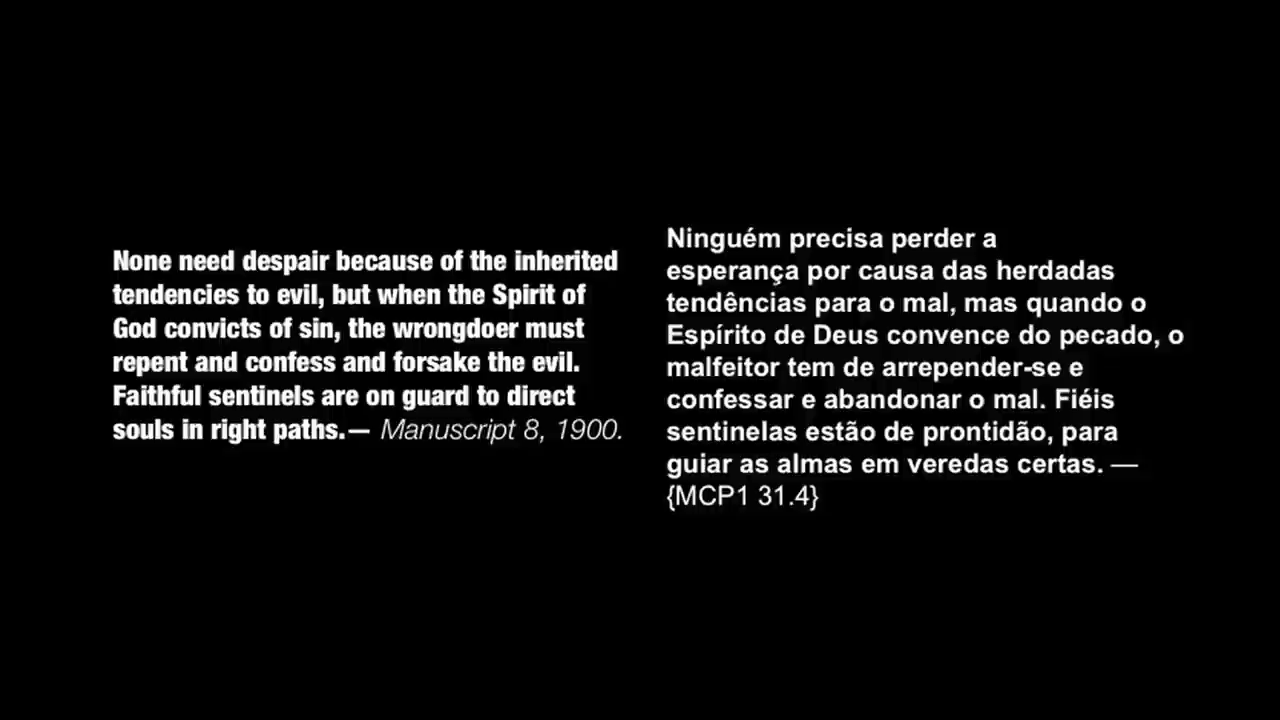 None need despair because of the inherited
tendencies to evil, but when the Spirit of
God convicts of sin, the wrongdoer must
repent and confess and forsake the evil.
Faithful sentinels are on guard to direct
souls in right paths.— Manuscript 8, 1900.
Ninguém precisa perder a
esperança por causa das herdadas
tendências para o mal, mas quando o
Espírito de Deus convence do pecado, o
malfeitor tem de arrepender-se e
confessar e abandonar o mal. Fiéis
sentinelas estão de prontidão, para
guiar as almas em veredas certas. —
{MCP1 31.4}